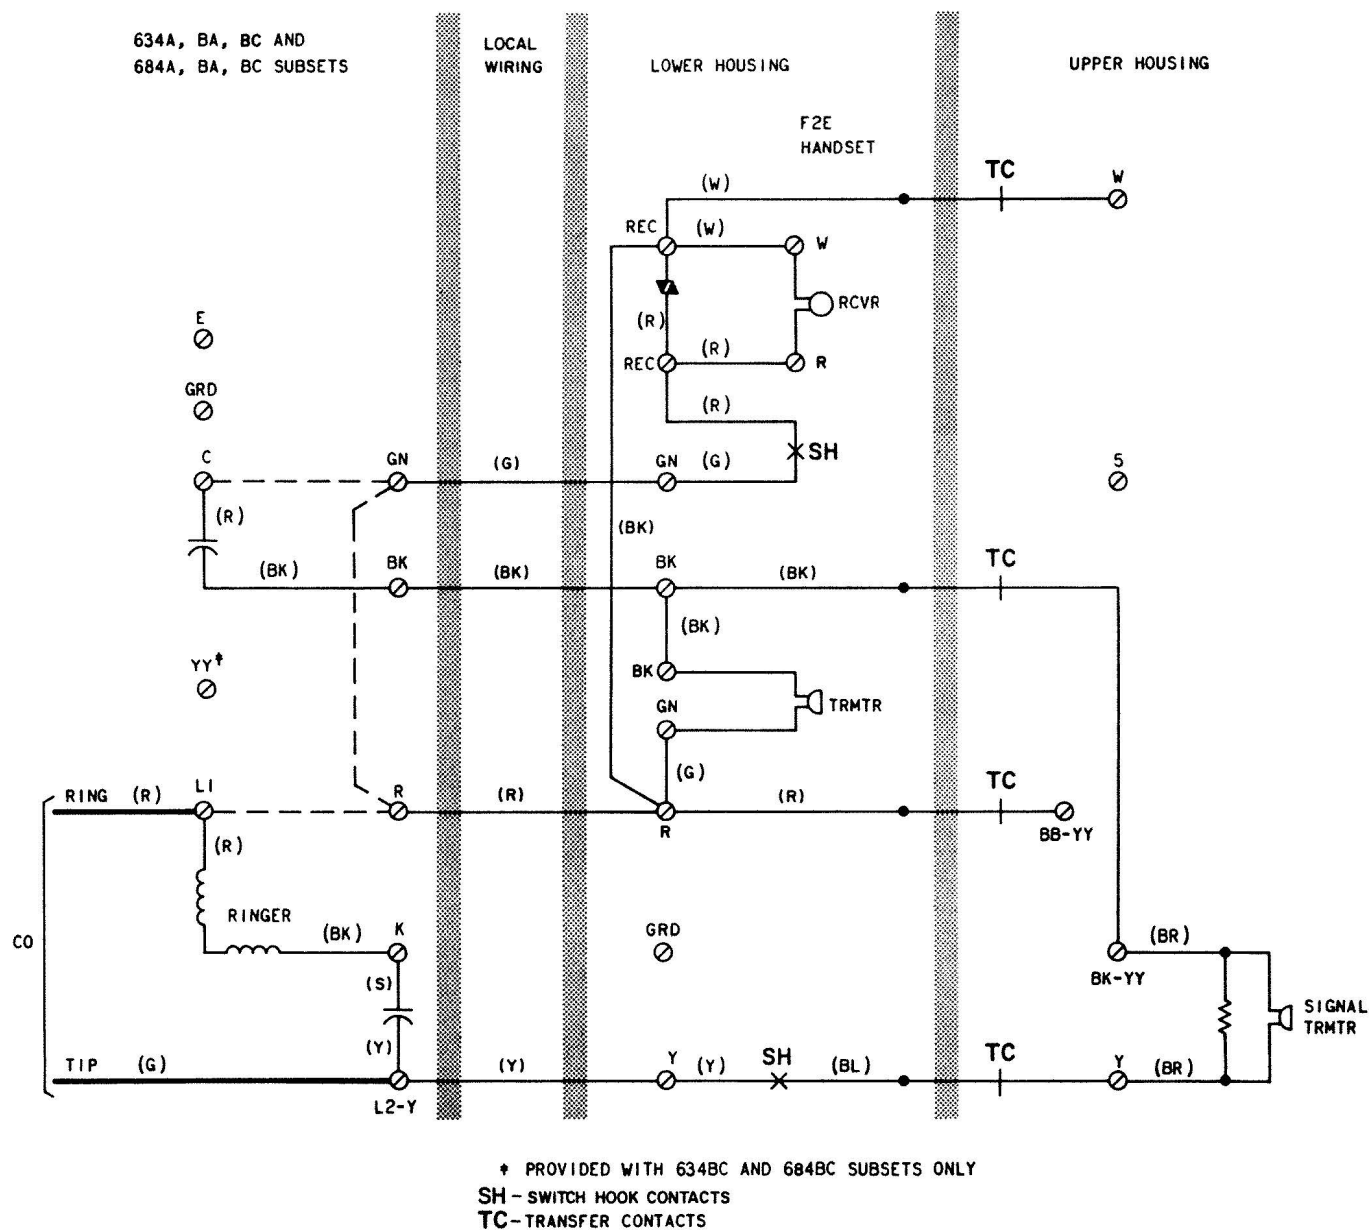 634A, BA, BC AND
684A, BA, BC SUBSETS
LOCAL
WIRING
LOWER HOUSING
UPPER HOUSING
F2E
HANDSET
TC
W
(W)
REC
(W)
W
RCVR
(R)
REC
(R)
R
(R)
SH
E
GRD
C
GN
(G)
GN
(G)
5
(R)
(BK)
(BK)
BK
(BK)
BK
(BK)
TC
(BK)
BK
TRMTR
YY*
GN
(G)
RING (R)
L1
R
(R)
R
(R)
TC
BB-YY
(R)
RINGER
(BK)
K
GRD
(BR)
BK-YY
CO
(S)
SIGNAL
TRMTR
TIP (G)
(Y)
L2-Y
(Y)
Y
(Y)
SH
(BL)
TC
Y
(BR)
* PROVIDED WITH 634BC AND 684BC SUBSETS ONLY
SH - SWITCH HOOK CONTACTS
TC - TRANSFER CONTACTS